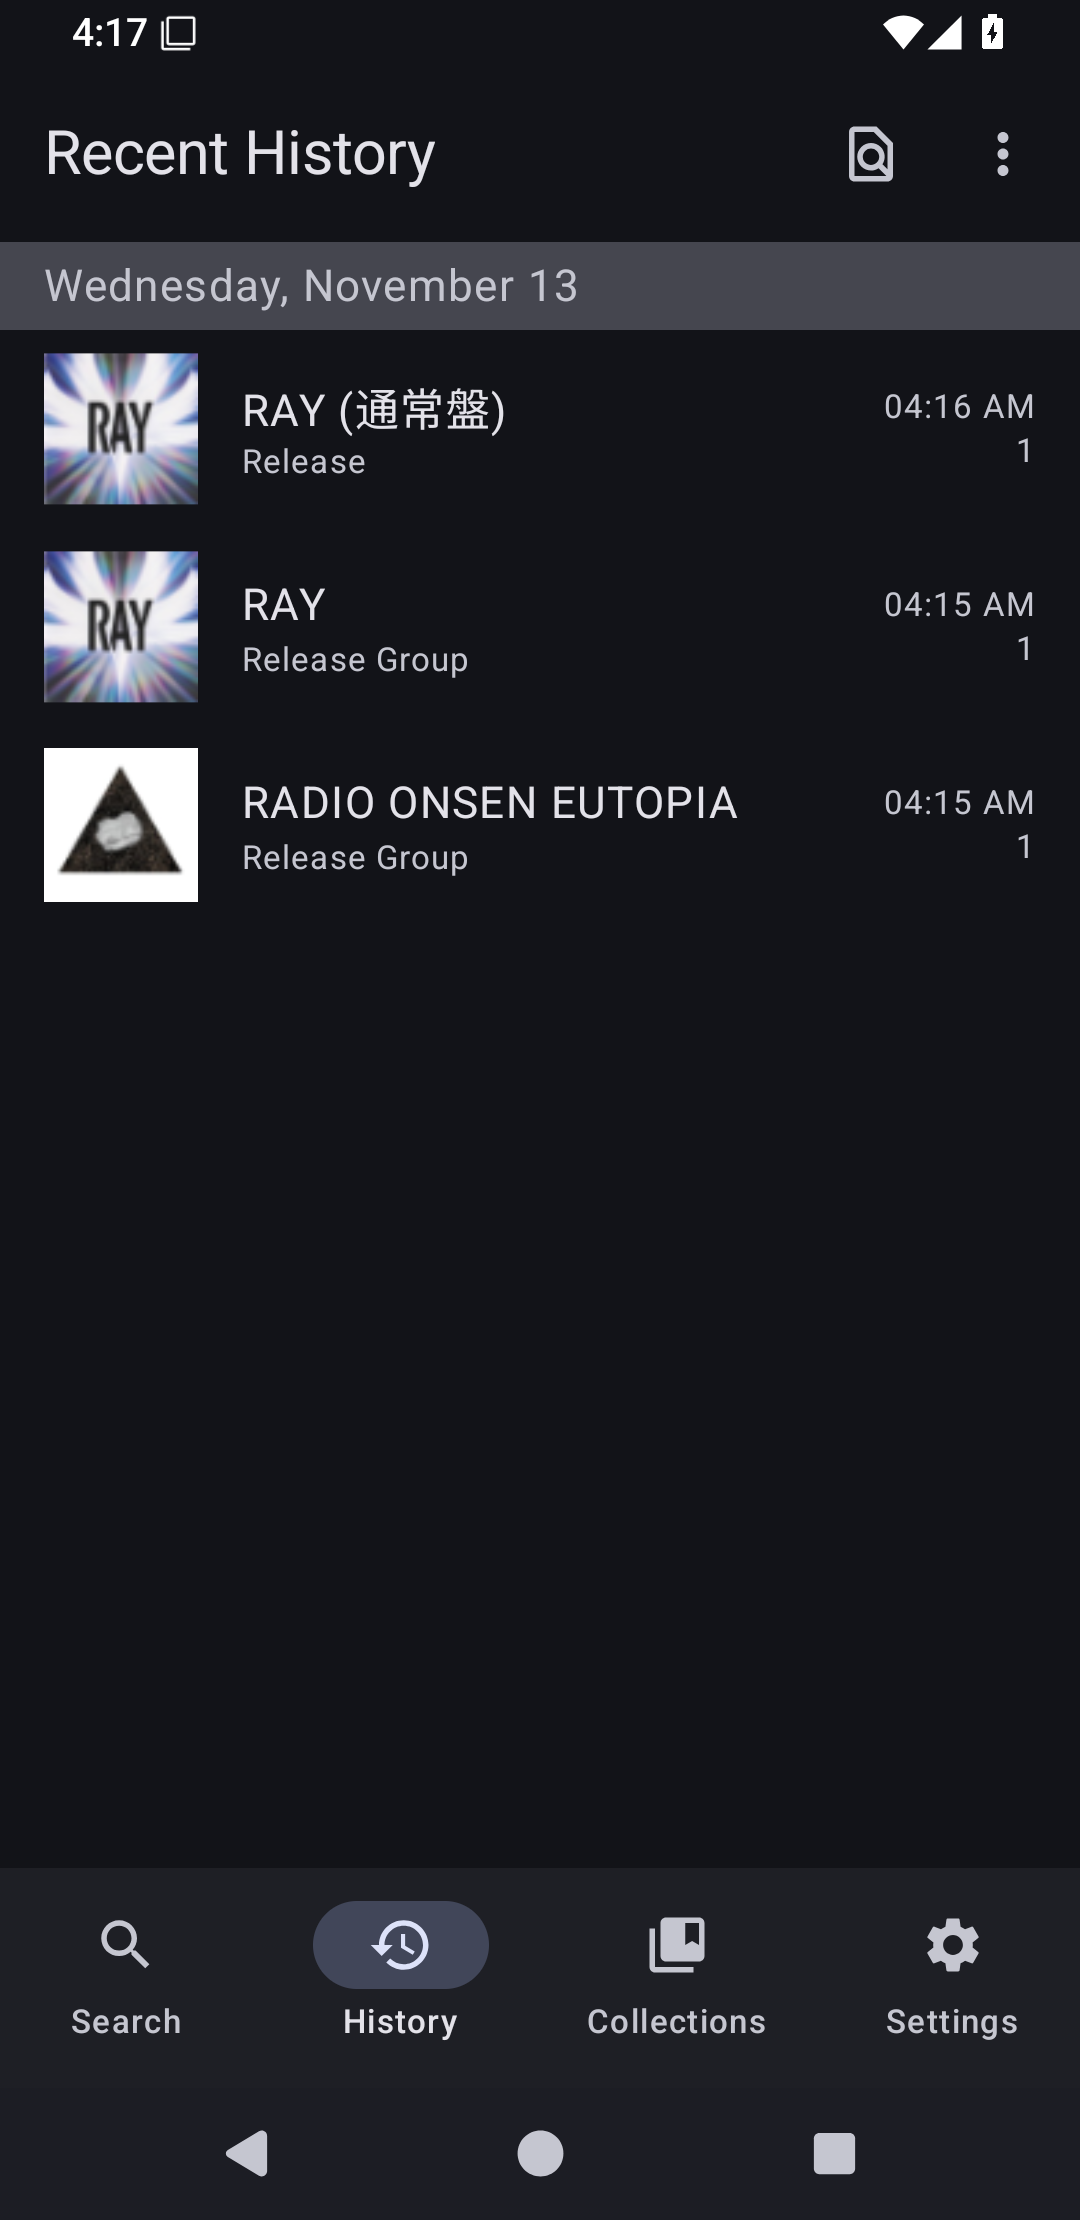 4:17
Recent History
Wednesday, November 13
RAY
RAY (通常盤)
Release
04:16 AM
1
RAY
RAY
Release Group
04:15 AM
1
RADIO ONSEN EUTOPIA
Release Group
04:15 AM
1
Search
History
Collections
Settings